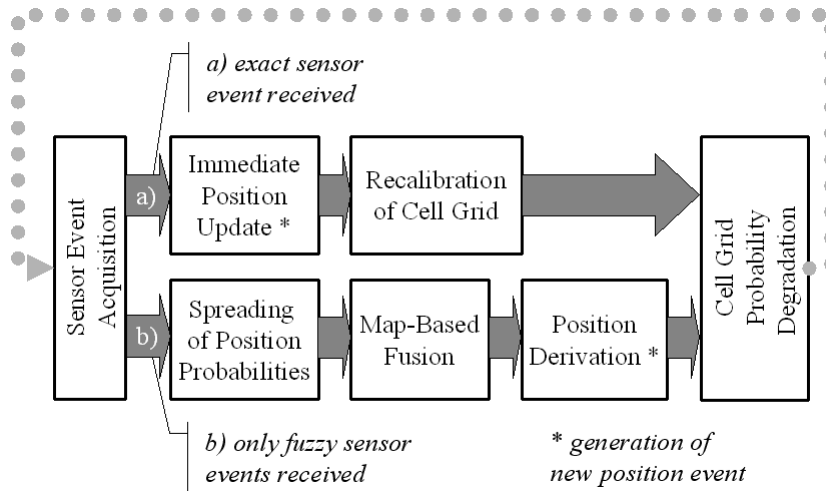 a) exact sensor
event received
Sensor Event
Acquisition
a)
Immediate
Position
Update *
Recalibration
of Cell Grid
b)
Spreading
of Position
Probabilities
Map-Based
Fusion
Position
Derivation *
Cell Grid
Probability
Degradation
b) only fuzzy sensor
events received
* generation of
new position event